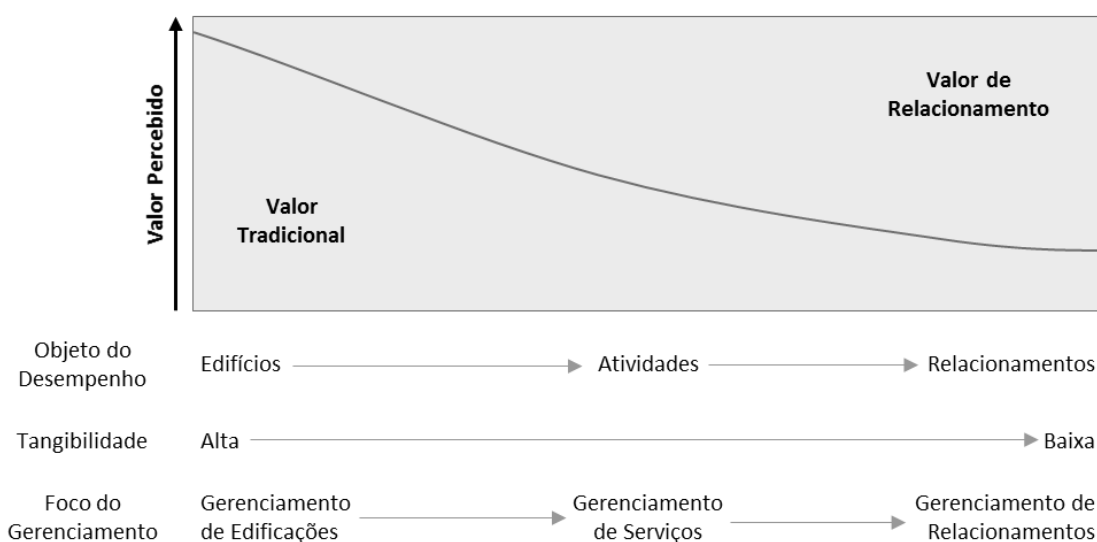 Valor Percebido
Valor de
Relacionamento
Valor
Tradicional
Objeto do
Desempenho
Edifícios
Atividades
Relacionamentos
Tangibilidade
Alta
Baixa
Foco do
Gerenciamento
Gerenciamento
de Edificações
Gerenciamento
de Serviços
Gerenciamento de
Relacionamentos